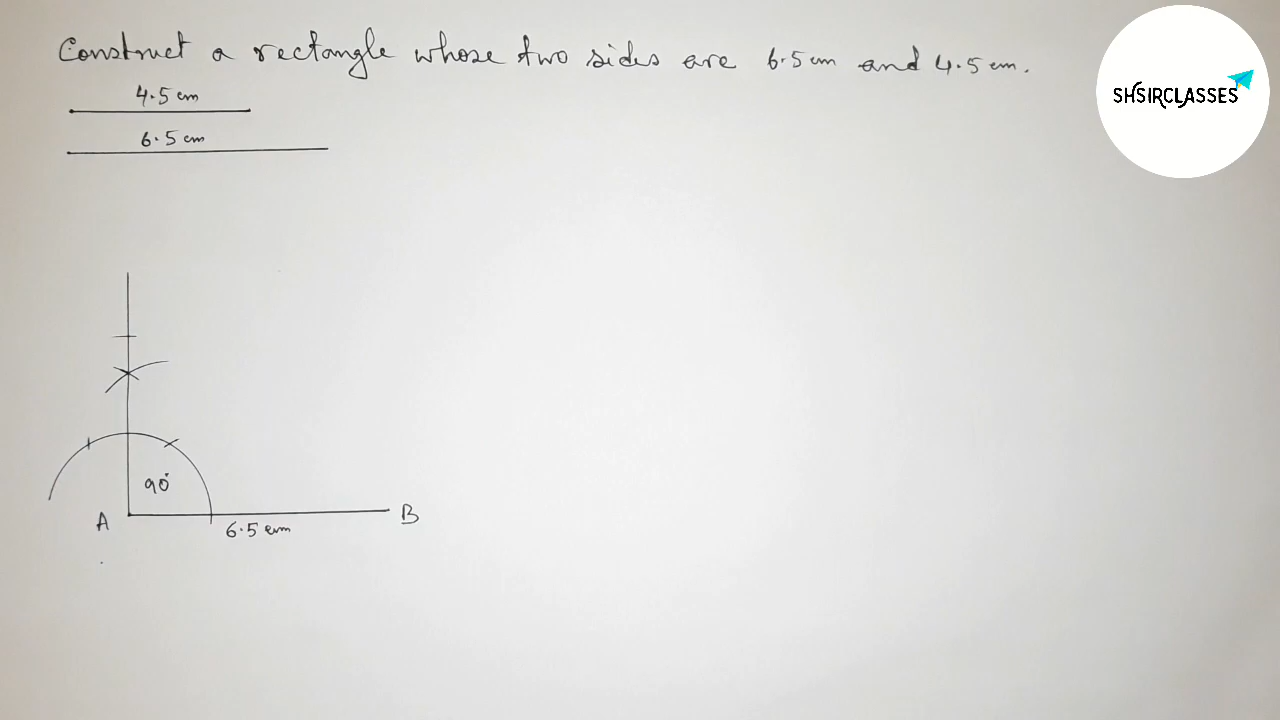 Construct a rectangle whose two sides are 6.5 cm and 4.5 cm.
SHSIRCLASSES
4.5 cm
6.5 cm
90°
A
B
6.5 cm